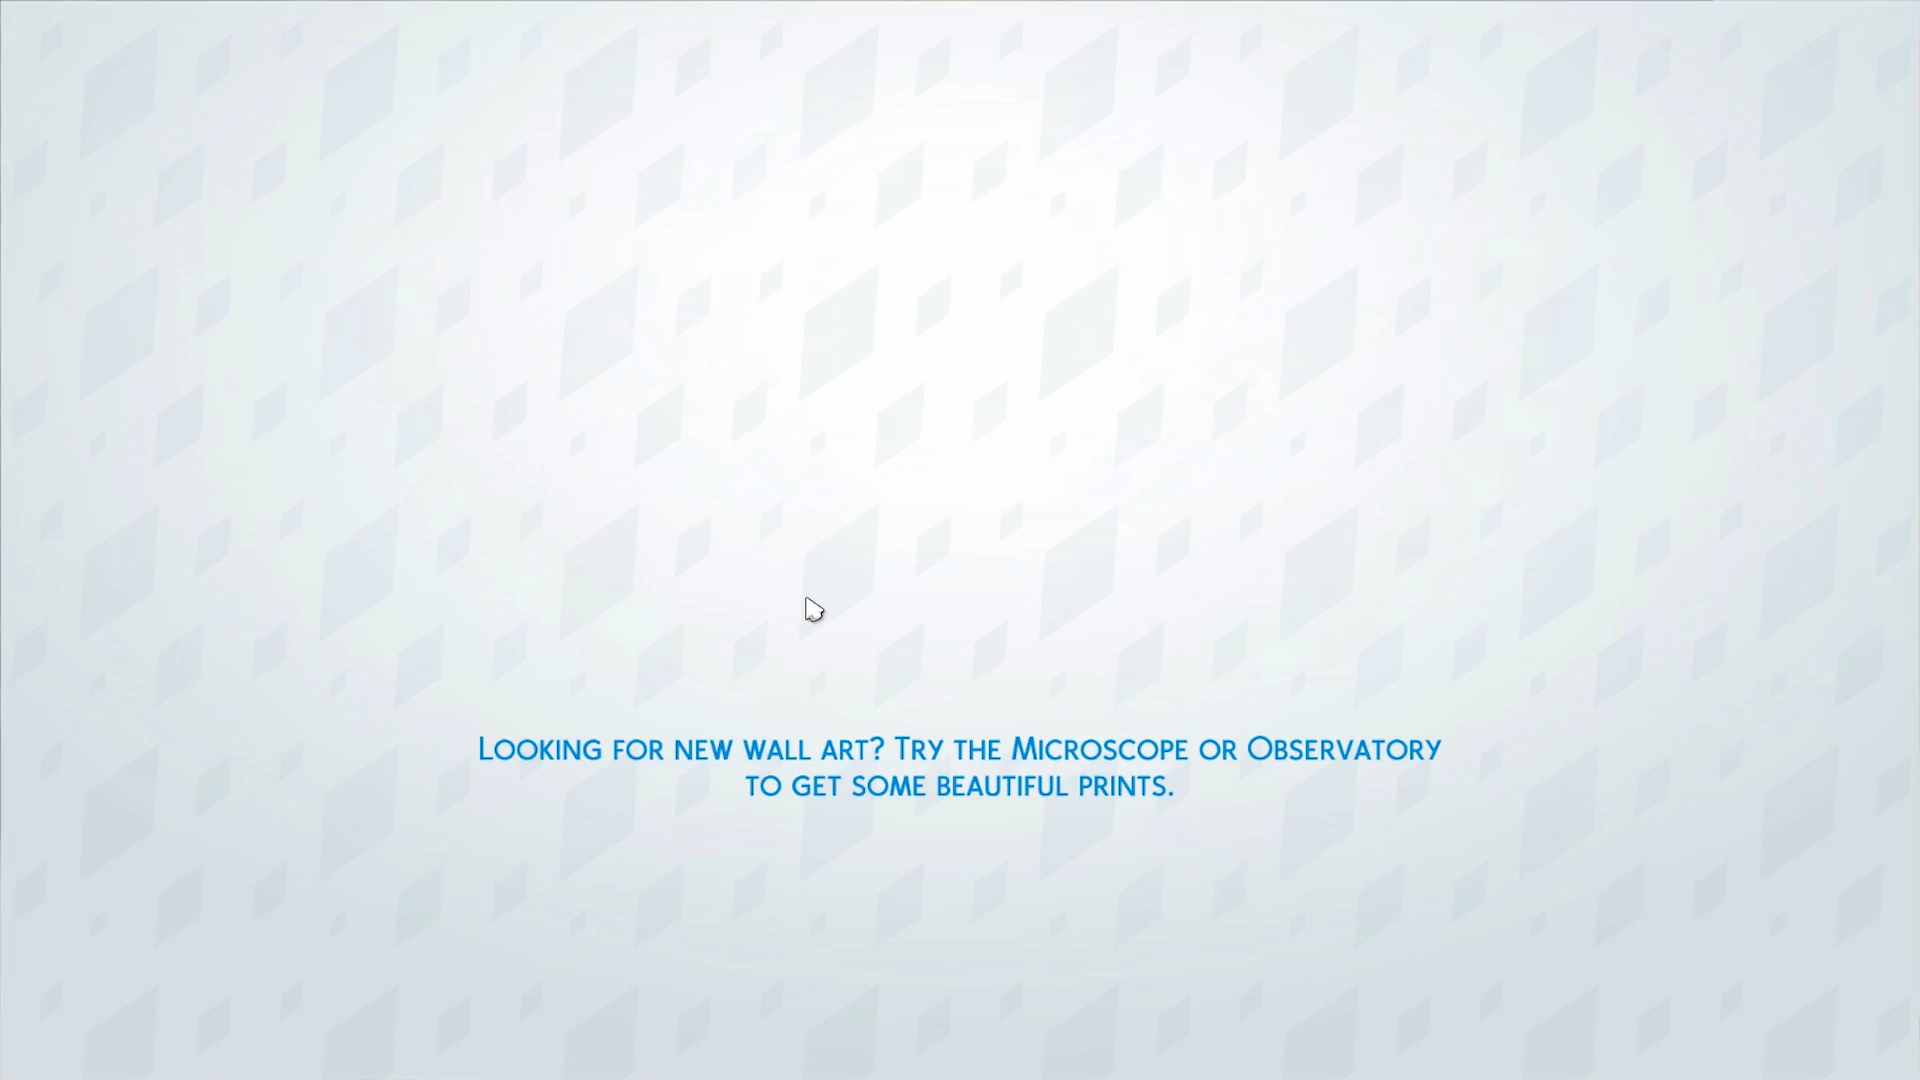 Looking for new wall art? Try the Microscope or Observatory
to get some beautiful prints.